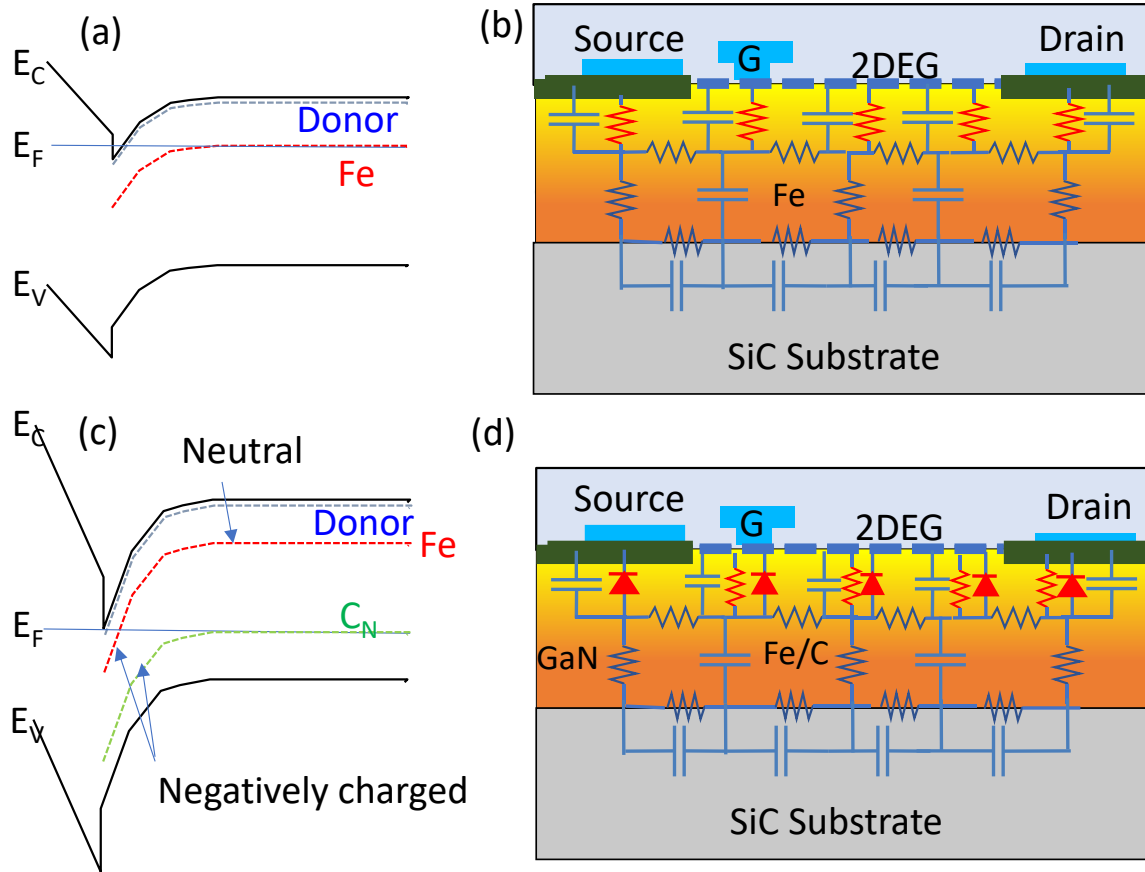 (a)
E_C
Donor
E_F
Fe
E_V
(b)
Source
G
2DEG
Drain
Fe
SiC Substrate
(c)
E_C
Neutral
Donor
Fe
E_F
C_N
E_V
Negatively charged
(d)
Source
G
2DEG
Drain
GaN
Fe/C
SiC Substrate